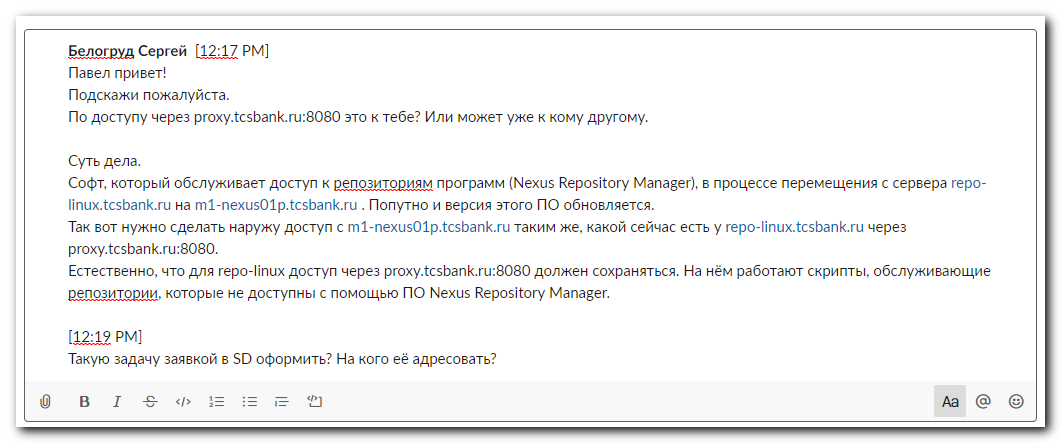 Белогруд Сергей [12:17 PM]
Павел привет!
Подскажи пожалуйста.
По доступу через proxy.tcsbank.ru:8080 это к тебе? Или может уже к кому другому.
Суть дела.
Софт, который обслуживает доступ к репозиториям программ (Nexus Repository Manager), в процессе перемещения с сервера repo-
linux.tcsbank.ru на m1-nexus01p.tcsbank.ru . Попутно и версия этого ПО обновляется.
Так вот нужно сделать наружу доступ с m1-nexus01p.tcsbank.ru таким же, какой сейчас есть у repo-linux.tcsbank.ru через
proxy.tcsbank.ru:8080.
Естественно, что для repo-linux доступ через proxy.tcsbank.ru:8080 должен сохраняться. На нём работают скрипты, обслуживающие
репозитории, которые не доступны с помощью ПО Nexus Repository Manager.
[12:19 PM]
Такую задачу заявкой в SD оформить? На кого её адресовать?
B I S Aa @